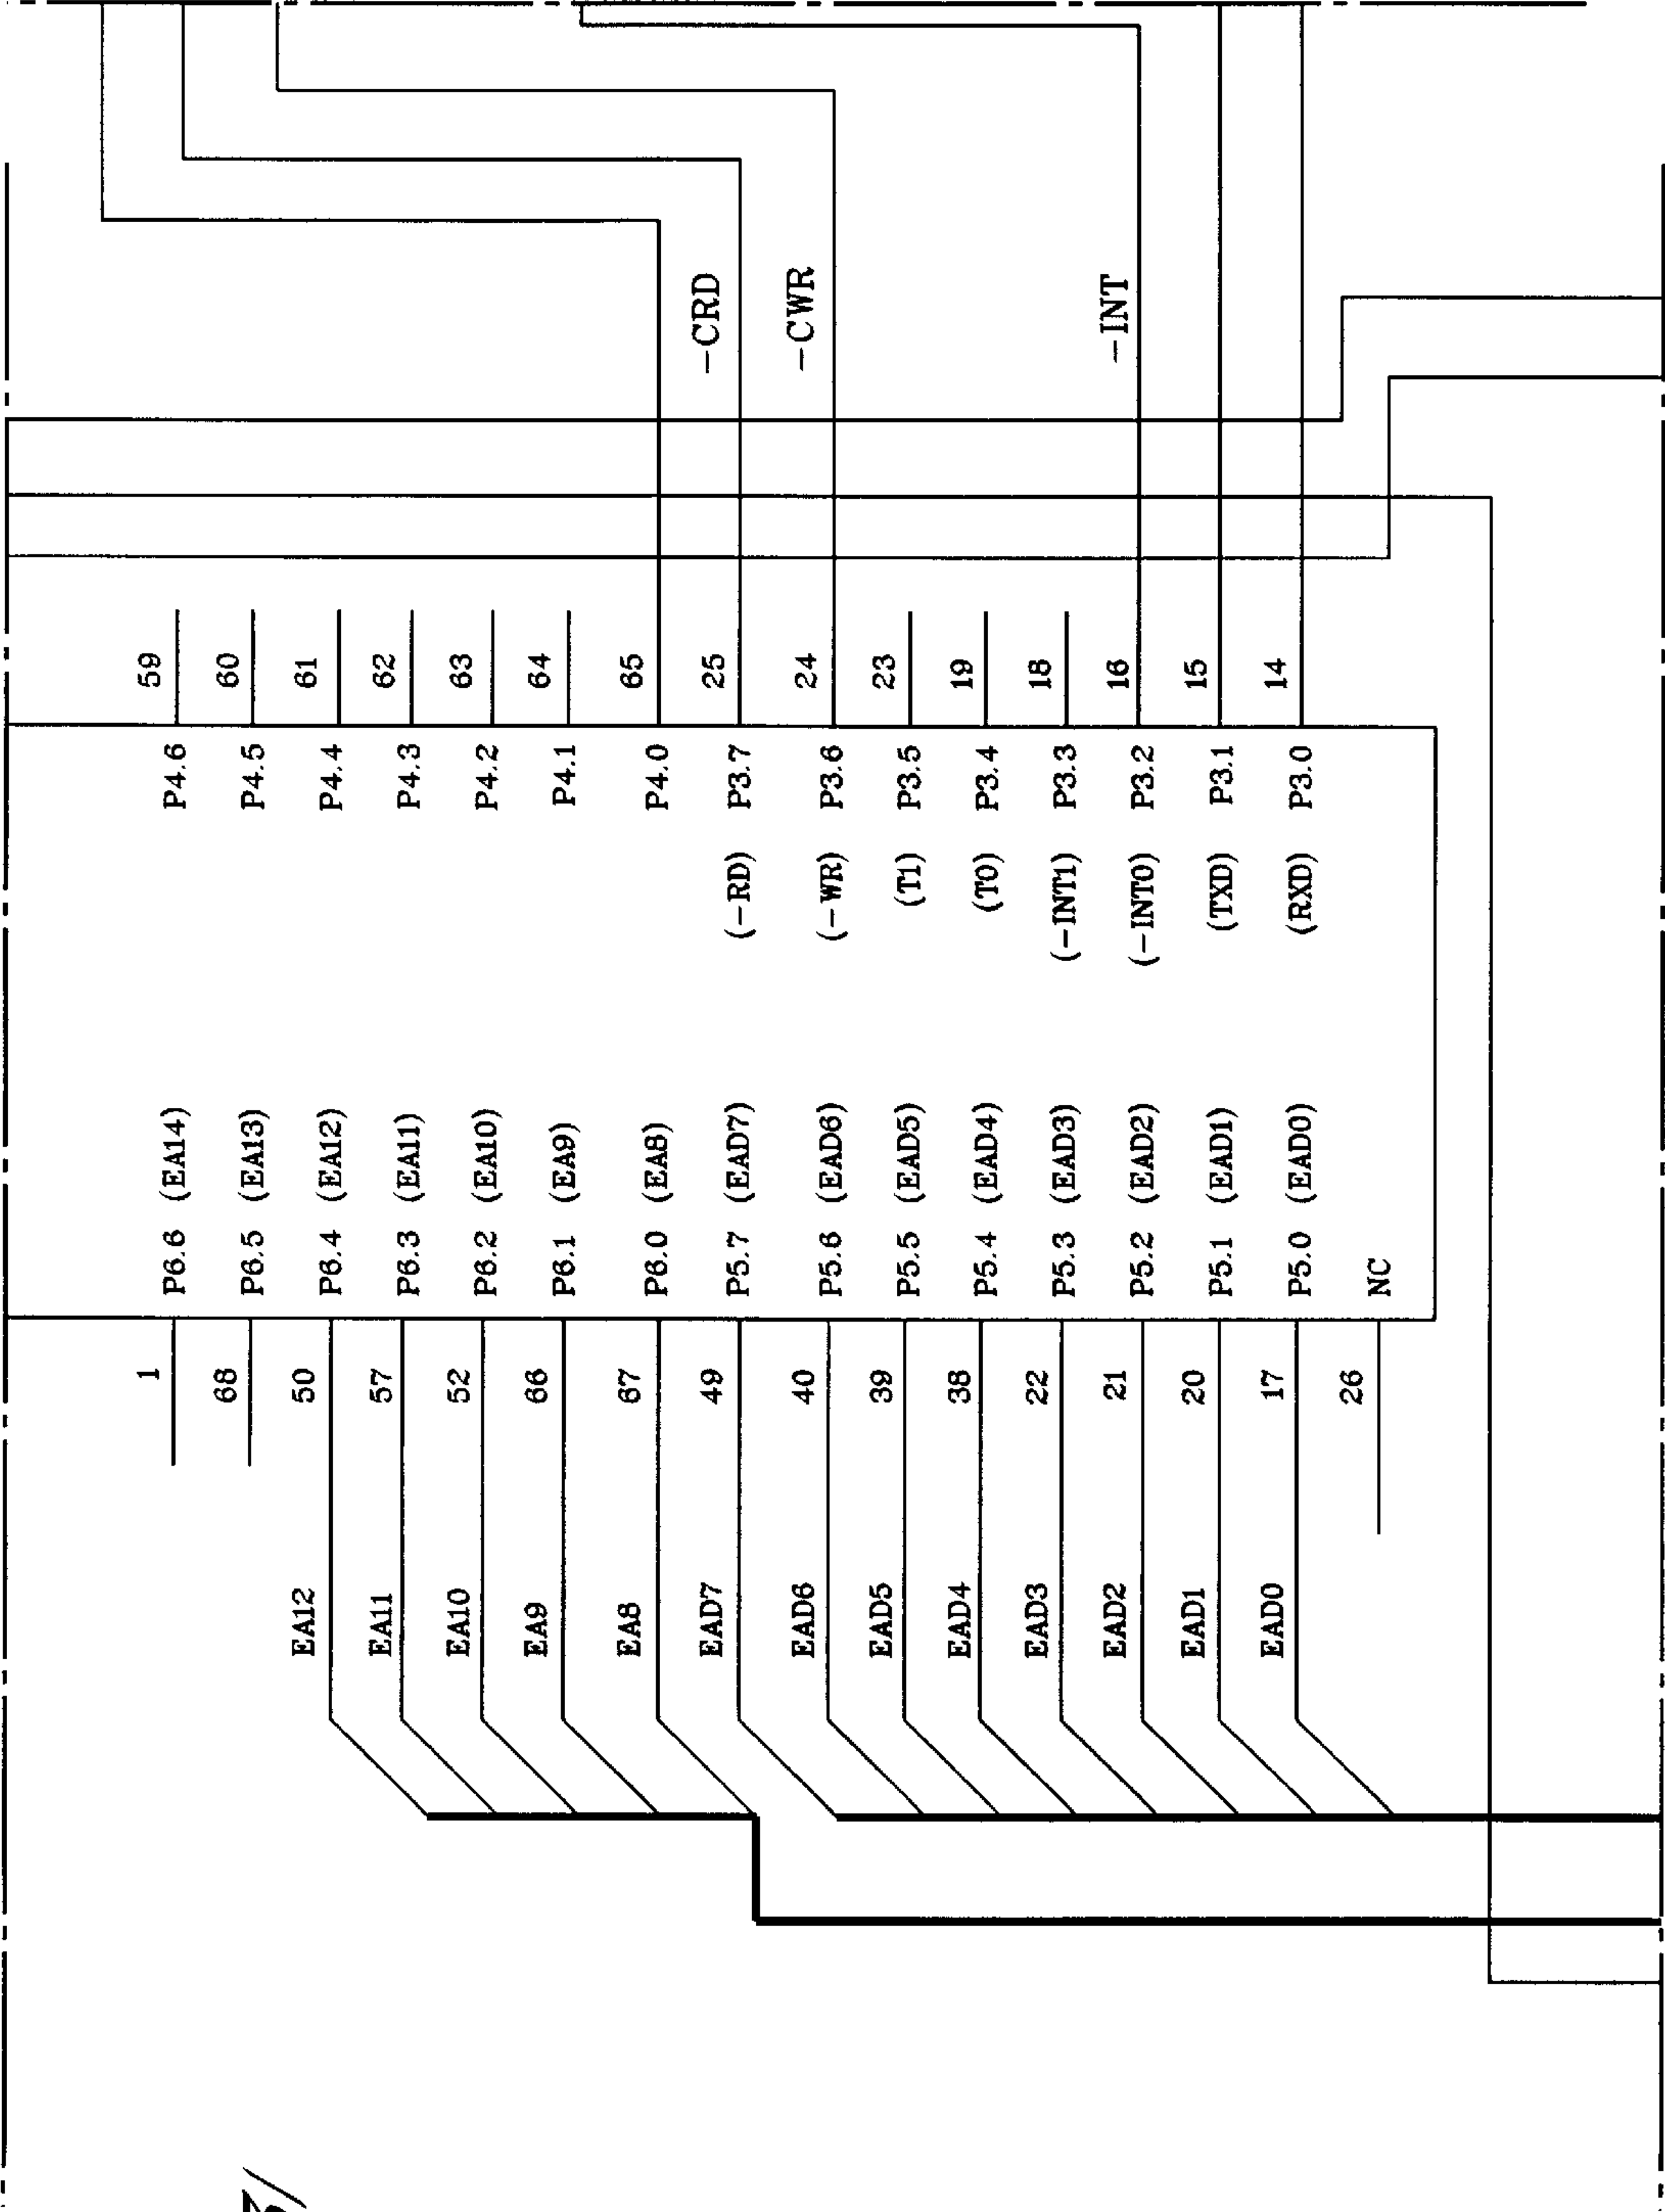 1 P6.6 (EA14) P4.6 59
68 P6.5 (EA13) P4.5 60
EA12 50 P6.4 (EA12) P4.4 61
EA11 57 P6.3 (EA11) P4.3 62
EA10 52 P6.2 (EA10) P4.2 63
EA9 66 P6.1 (EA9) P4.1 64
EA8 67 P6.0 (EA8) P4.0 65
EAD7 49 P5.7 (EAD7) (-RD) P3.7 25 -CRD
EAD6 40 P5.6 (EAD6) (-WR) P3.6 24 -CWR
EAD5 39 P5.5 (EAD5) (T1) P3.5 23
EAD4 38 P5.4 (EAD4) (T0) P3.4 19
EAD3 22 P5.3 (EAD3) (-INT1) P3.3 18
EAD2 21 P5.2 (EAD2) (-INT0) P3.2 16 -INT
EAD1 20 P5.1 (EAD1) (TXD) P3.1 15
EAD0 17 P5.0 (EAD0) (RXD) P3.0 14
26 NC